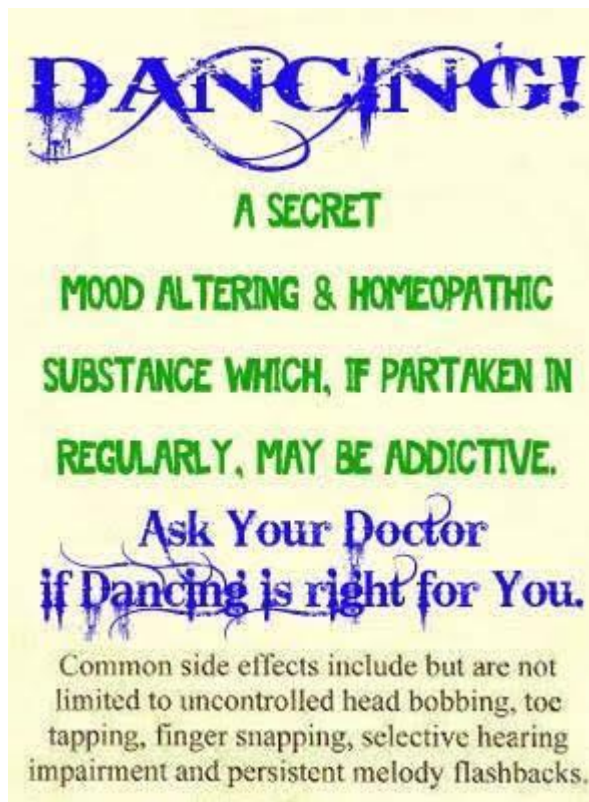 DANCING!
A SECRET
MOOD ALTERING & HOMEOPATHIC
SUBSTANCE WHICH, IF PARTAKEN IN
REGULARLY, MAY BE ADDICTIVE.
Ask Your Doctor
if Dancing is right for You.
Common side effects include but are not
limited to uncontrolled head bobbing, toe
tapping, finger snapping, selective hearing
impairment and persistent melody flashbacks.